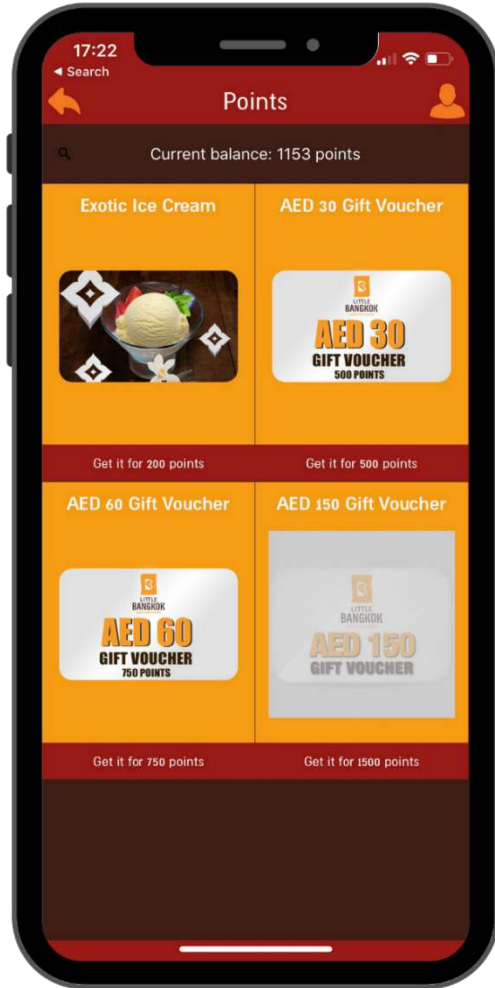 17:22
◄ Search
Points
Current balance: 1153 points
Exotic Ice Cream
AED 30 Gift Voucher
LITTLE
BANGKOK
AED 30
GIFT VOUCHER
500 POINTS
Get it for 200 points
Get it for 500 points
AED 60 Gift Voucher
AED 150 Gift Voucher
LITTLE
BANGKOK
AED 60
GIFT VOUCHER
750 POINTS
LITTLE
BANGKOK
AED 150
GIFT VOUCHER
Get it for 750 points
Get it for 1500 points